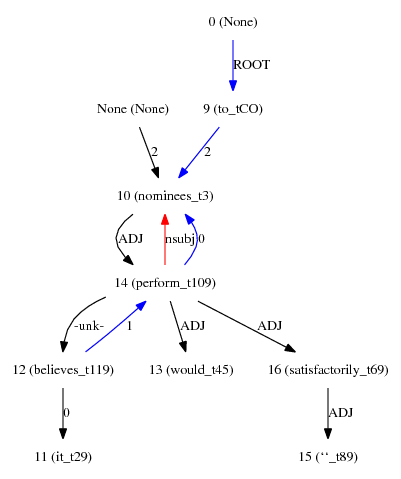 0 (None)
ROOT
None (None) 9 (to_tCO)
2 2
10 (nominees_t3)
ADJ nsubj 0
14 (perform_t109)
-unk- 1 ADJ ADJ
12 (believes_t119) 13 (would_t45) 16 (satisfactorily_t69)
0 ADJ
11 (it_t29) 15 (``_t89)